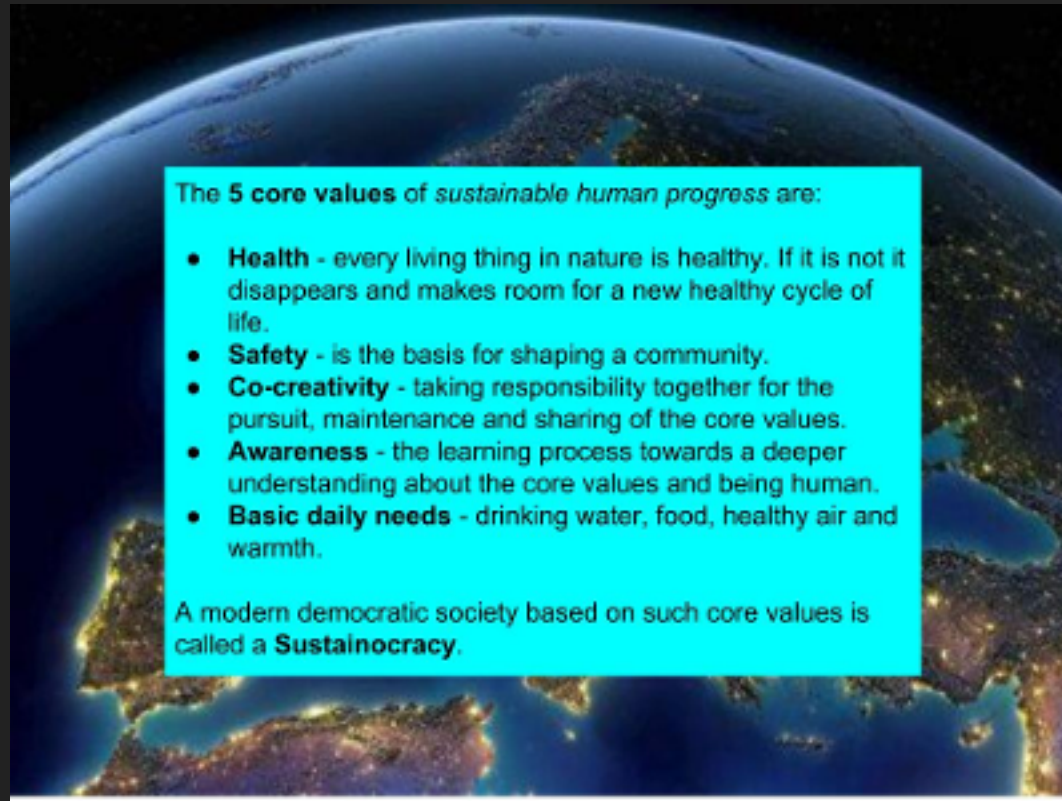 The 5 core values of sustainable human progress are:
● Health - every living thing in nature is healthy. If it is not it
disappears and makes room for a new healthy cycle of
life.
● Safety - is the basis for shaping a community.
● Co-creativity - taking responsibility together for the
pursuit, maintenance and sharing of the core values.
● Awareness - the learning process towards a deeper
understanding about the core values and being human.
● Basic daily needs - drinking water, food, healthy air and
warmth.
A modern democratic society based on such core values is
called a Sustainocracy.